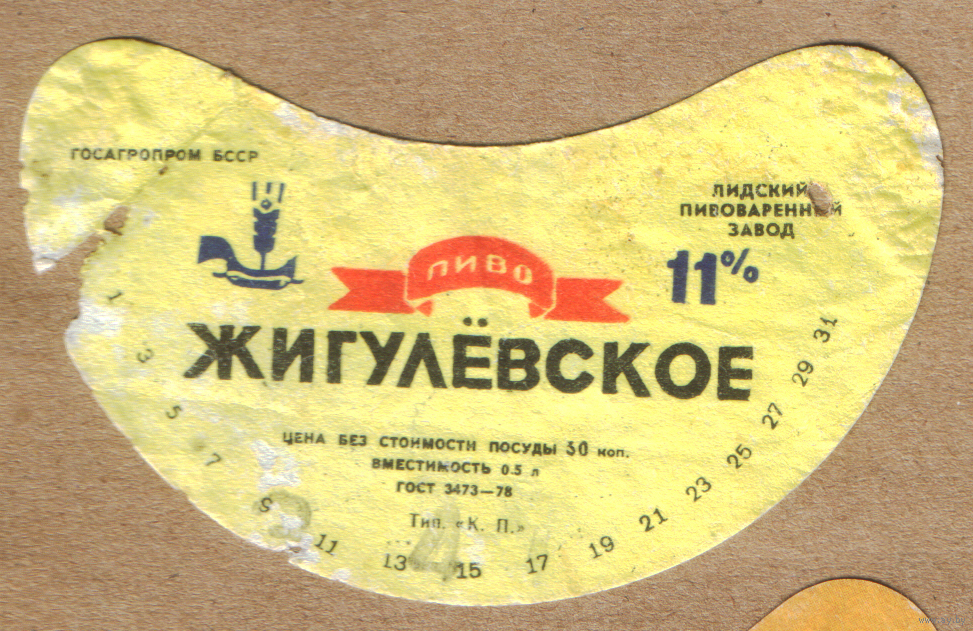 ГОСАГРОПРОМ БССР
ЛИДСКИЙ
ПИВОВАРЕННЫЙ
ЗАВОД
11%
ПИВО
ЖИГУЛЁВСКОЕ
ЦЕНА БЕЗ СТОИМОСТИ ПОСУДЫ 30 коп.
ВМЕСТИМОСТЬ 0.5 л
ГОСТ 3473—78
Тип. «К. П.»
1 3 5 7 9 11 13 15 17 19 21 23 25 27 29 31